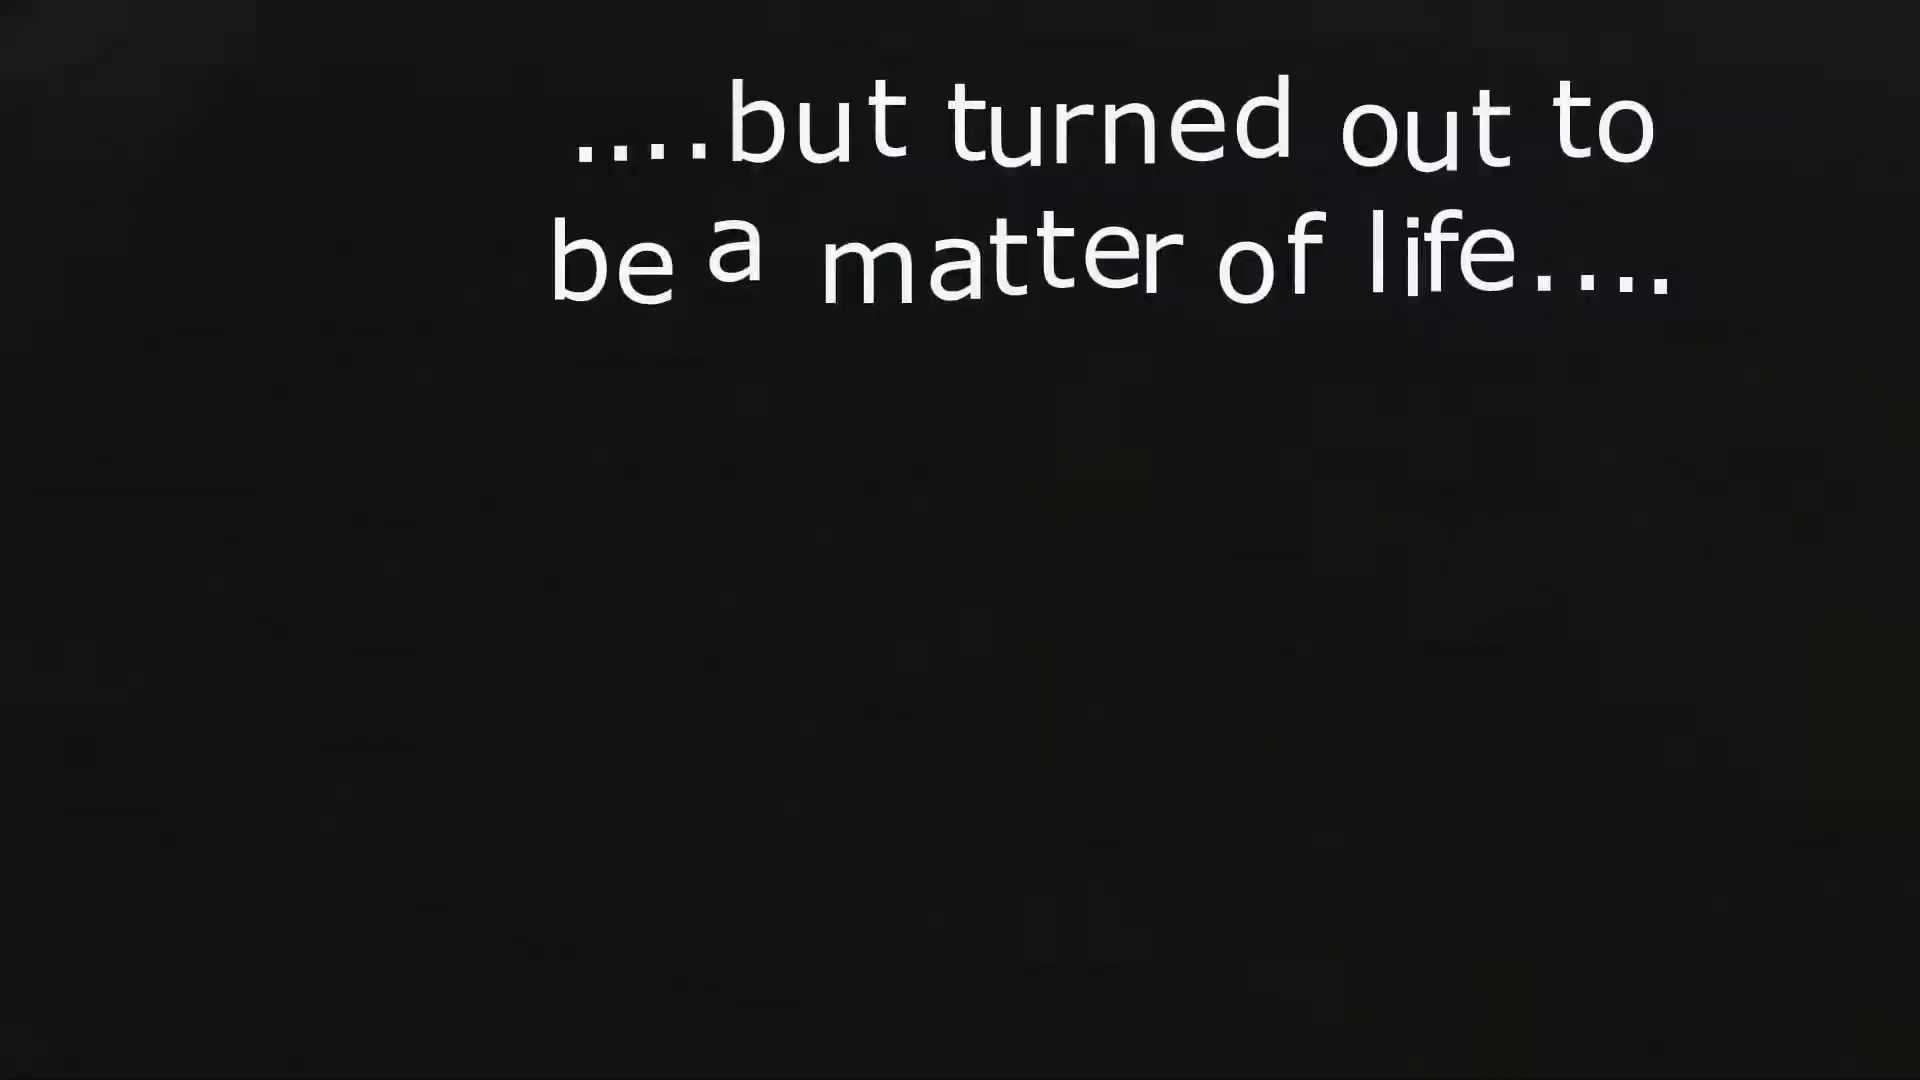 ....but turned out to
be a matter of life....